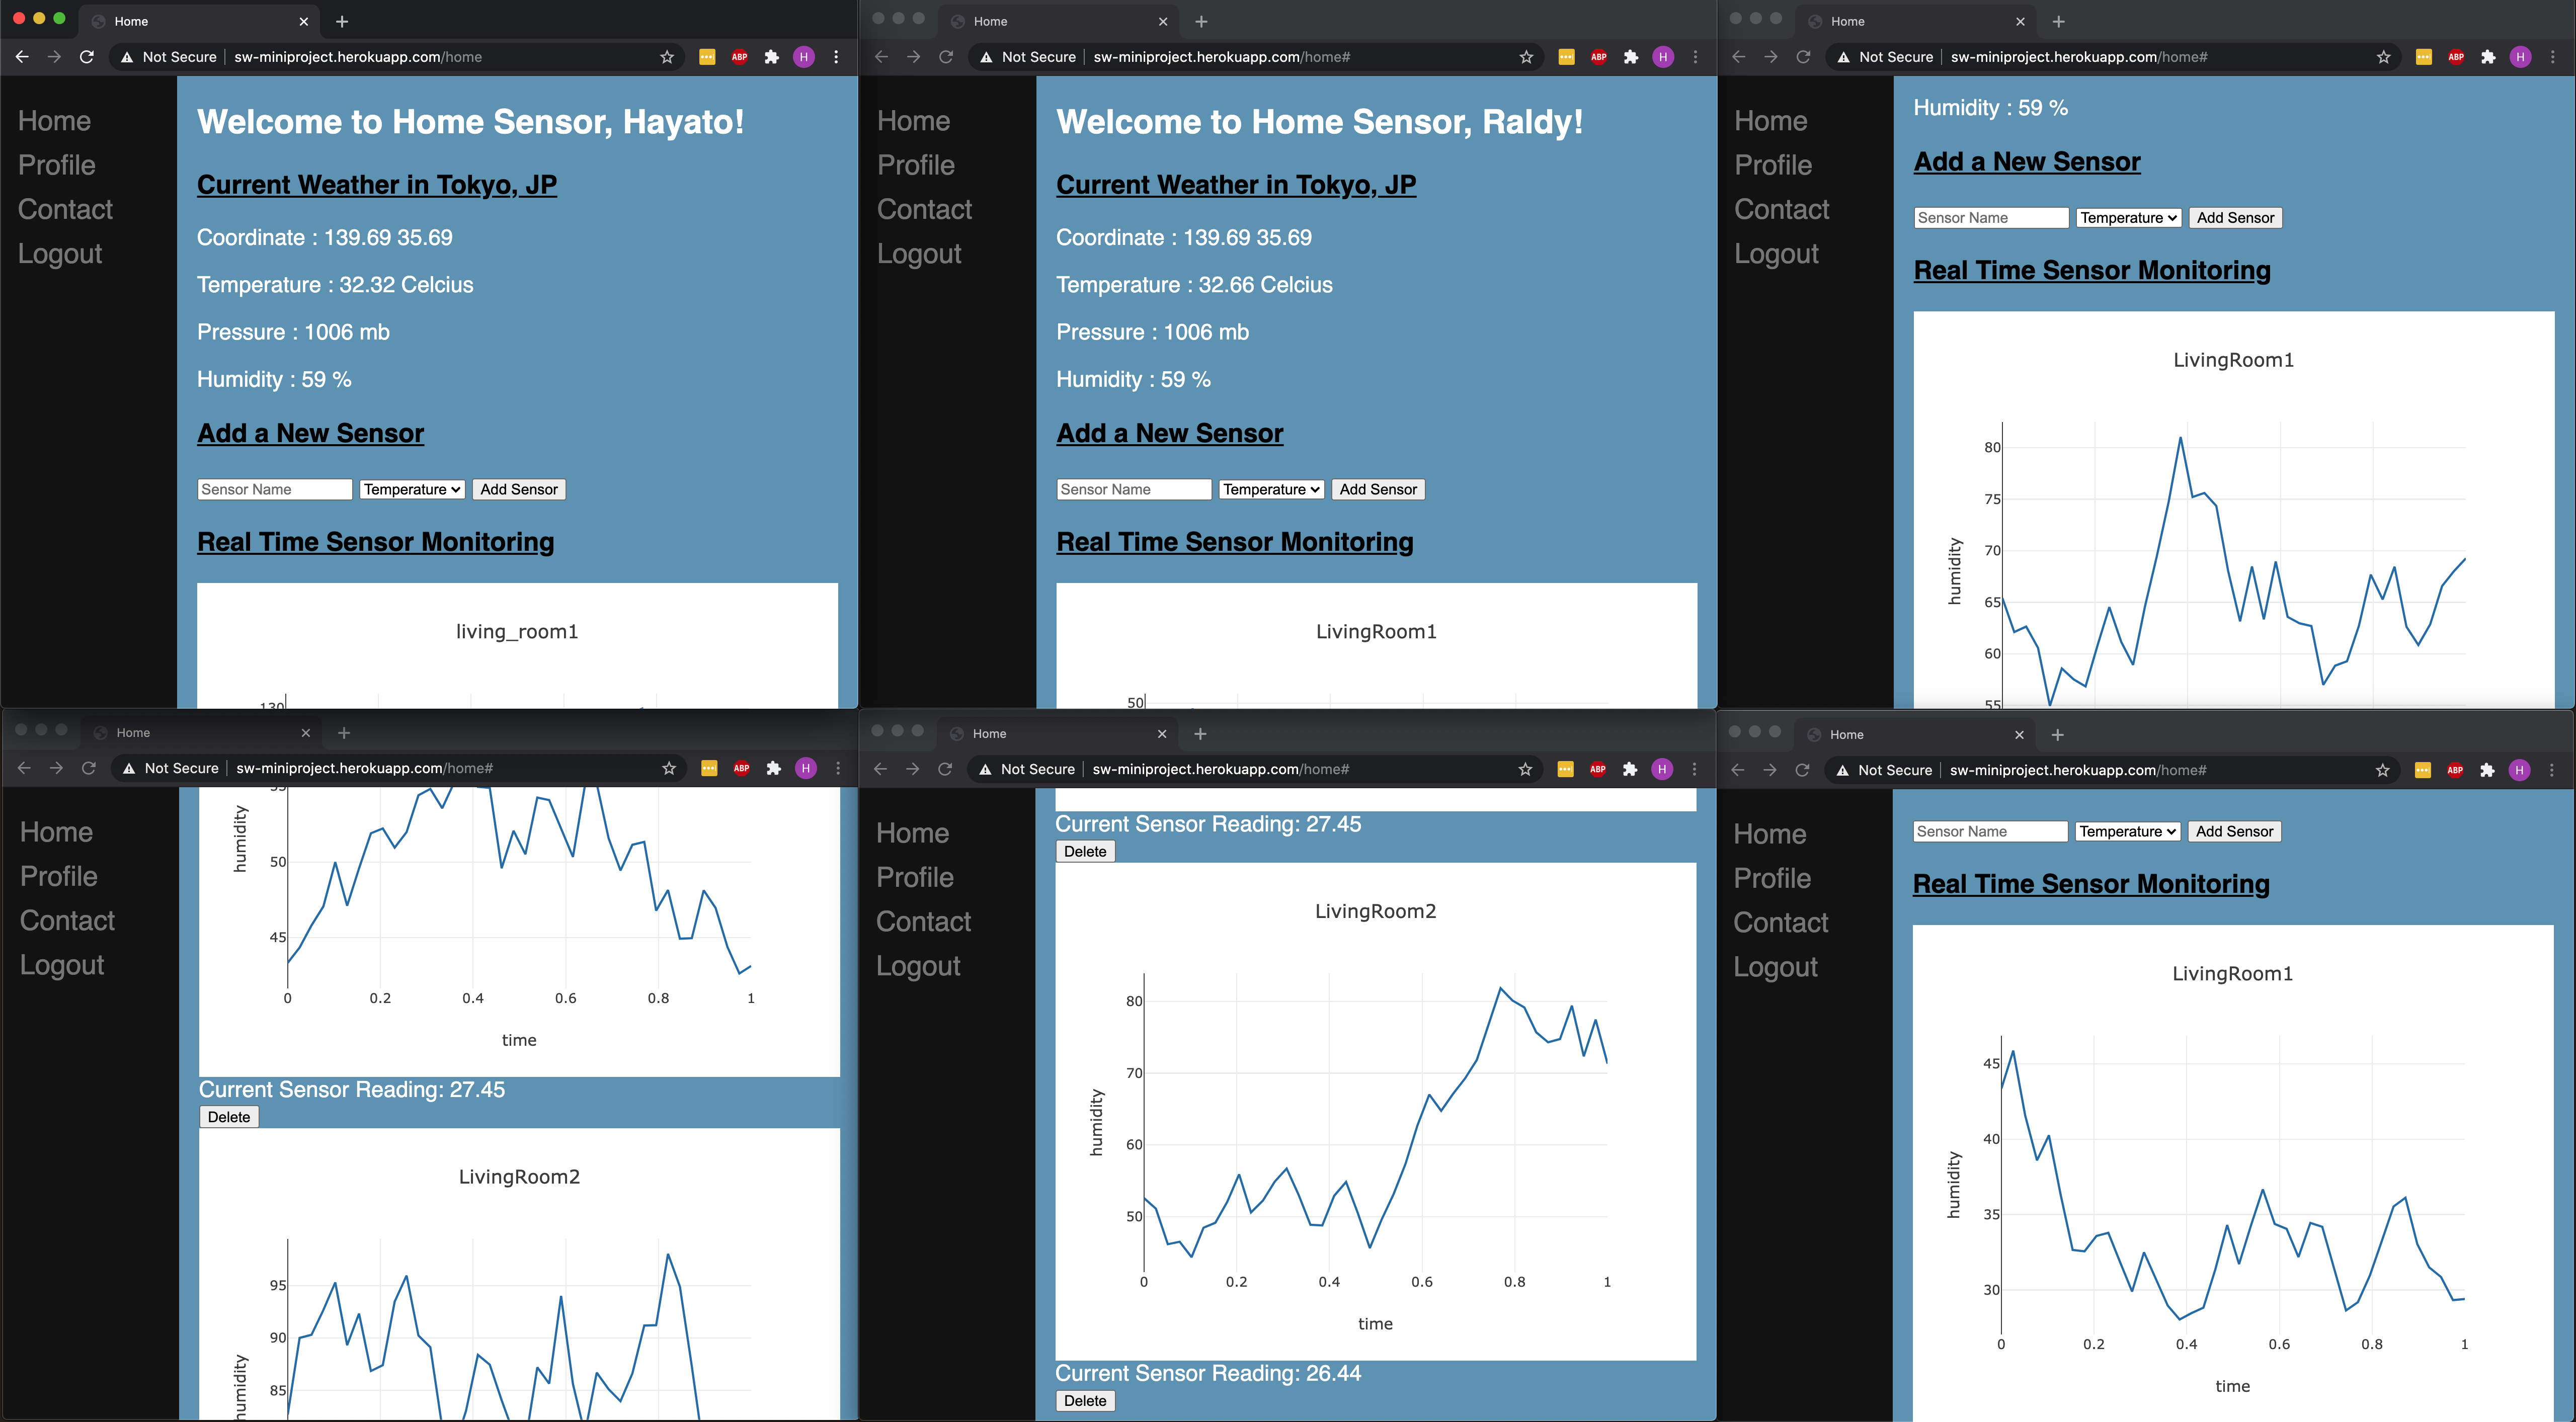 Home
Not Secure | sw-miniproject.herokuapp.com/home
ABP
H
Home
Profile
Contact
Logout
Welcome to Home Sensor, Hayato!
Current Weather in Tokyo, JP
Coordinate : 139.69 35.69
Temperature : 32.32 Celcius
Pressure : 1006 mb
Humidity : 59 %
Add a New Sensor
Sensor Name Temperature Add Sensor
Real Time Sensor Monitoring
living_room1
130
Home
Not Secure | sw-miniproject.herokuapp.com/home#
ABP
H
Home
Profile
Contact
Logout
Welcome to Home Sensor, Raldy!
Current Weather in Tokyo, JP
Coordinate : 139.69 35.69
Temperature : 32.66 Celcius
Pressure : 1006 mb
Humidity : 59 %
Add a New Sensor
Sensor Name Temperature Add Sensor
Real Time Sensor Monitoring
LivingRoom1
50
Home
Not Secure | sw-miniproject.herokuapp.com/home#
ABP
H
Home
Profile
Contact
Logout
Humidity : 59 %
Add a New Sensor
Sensor Name Temperature Add Sensor
Real Time Sensor Monitoring
LivingRoom1
80
75
70
65
60
55
humidity
Home
Not Secure | sw-miniproject.herokuapp.com/home#
ABP
H
Home
Profile
Contact
Logout
55
50
45
humidity
0 0.2 0.4 0.6 0.8 1
time
Current Sensor Reading: 27.45
Delete
LivingRoom2
95
90
85
humidity
Home
Not Secure | sw-miniproject.herokuapp.com/home#
ABP
H
Home
Profile
Contact
Logout
Current Sensor Reading: 27.45
Delete
LivingRoom2
80
70
60
50
humidity
0 0.2 0.4 0.6 0.8 1
time
Current Sensor Reading: 26.44
Delete
Home
Not Secure | sw-miniproject.herokuapp.com/home#
ABP
H
Home
Profile
Contact
Logout
Sensor Name Temperature Add Sensor
Real Time Sensor Monitoring
LivingRoom1
45
40
35
30
humidity
0 0.2 0.4 0.6 0.8 1
time